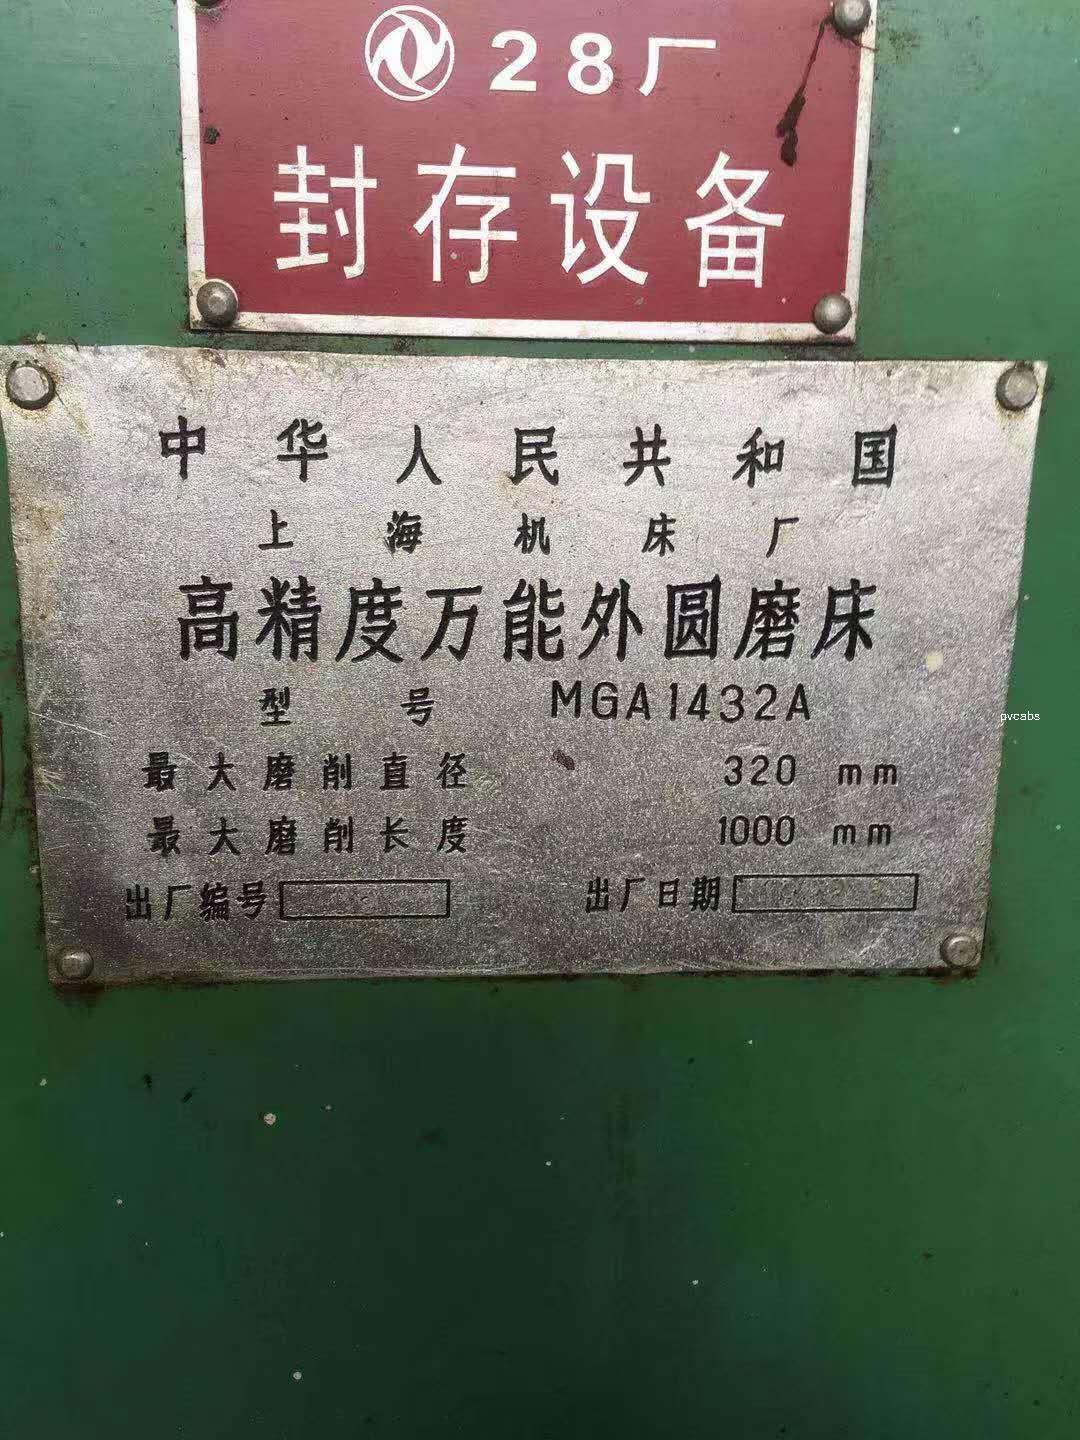 28厂
封存设备
中华人民共和国
上海机床厂
高精度万能外圆磨床
型号 MGA1432A
最大磨削直径 320 mm
最大磨削长度 1000 mm
出厂编号 出厂日期
pvcabs